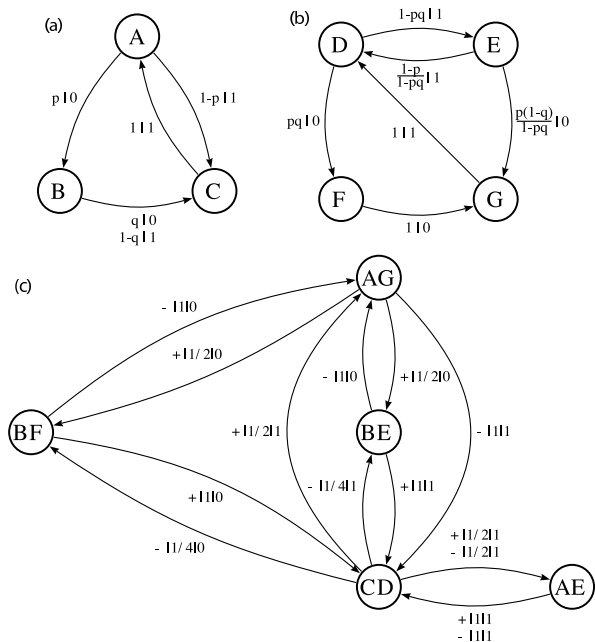 (a)
A
p|0
1-p|1
1|1
B
C
q|0
1-q|1
(b)
D
E
1-pq|1
1-p
1-pq
|1
pq|0
1|1
p(1-q)
1-pq
|0
F
G
1|0
(c)
AG
- |1|0
+|1/2|0
- |1|0
+|1/2|0
BF
BE
+|1/2|1
- |1|1
+|1|0
- |1/4|1
+|1|1
- |1/4|0
+|1/2|1
- |1/2|1
CD
AE
+|1|1
- |1|1